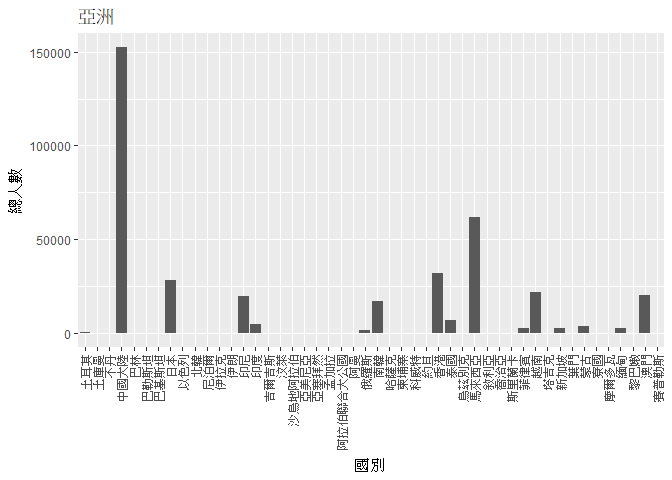 亞洲
150000
100000
50000
0
總人數
土耳其
土庫曼
不丹
中國大陸
巴林
巴勒斯坦
巴基斯坦
日本
以色列
北韓
尼泊爾
伊拉克
伊朗
印尼
印度
吉爾吉斯
汶萊
沙烏地阿拉伯
亞美尼亞
亞塞拜然
孟加拉
阿拉伯聯合大公國
阿曼
俄羅斯
南韓
哈薩克
柬埔寨
科威特
約旦
香港
泰國
烏茲別克
馬來西亞
敘利亞
喬治亞
斯里蘭卡
菲律賓
越南
塔吉克
新加坡
葉門
蒙古
寮國
摩爾多瓦
緬甸
黎巴嫩
澳門
賽普勒斯
國別